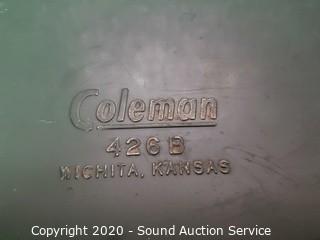 Coleman
426B
WICHITA, KANSAS
Copyright 2020 - Sound Auction Service